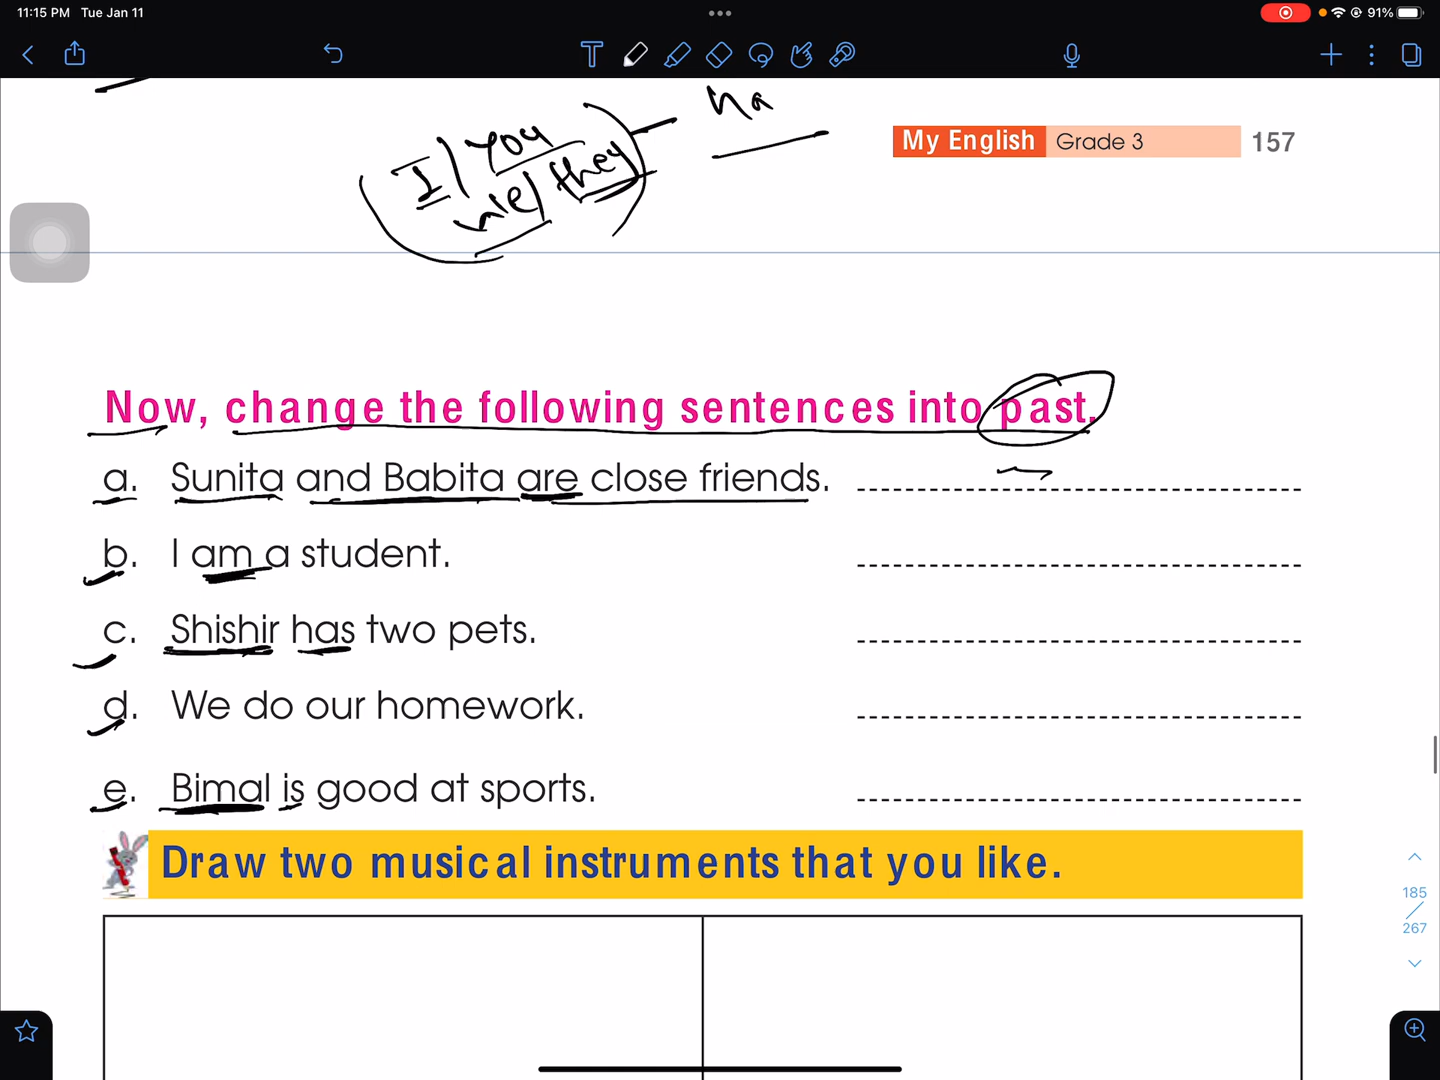 11:15 PM Tue Jan 11
91%
ha
I / you
we / they
My English Grade 3 157
Now, change the following sentences into past.
a. Sunita and Babita are close friends.
b. I am a student.
c. Shishir has two pets.
d. We do our homework.
e. Bimal is good at sports.
Draw two musical instruments that you like.
185
267